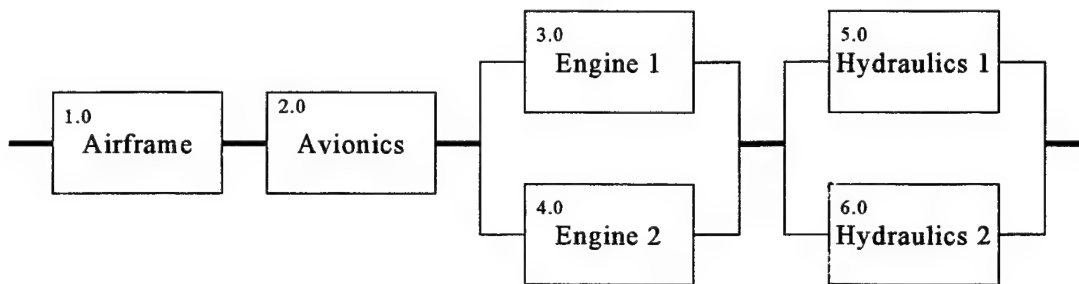 1.0
Airframe
2.0
Avionics
3.0
Engine 1
4.0
Engine 2
5.0
Hydraulics 1
6.0
Hydraulics 2